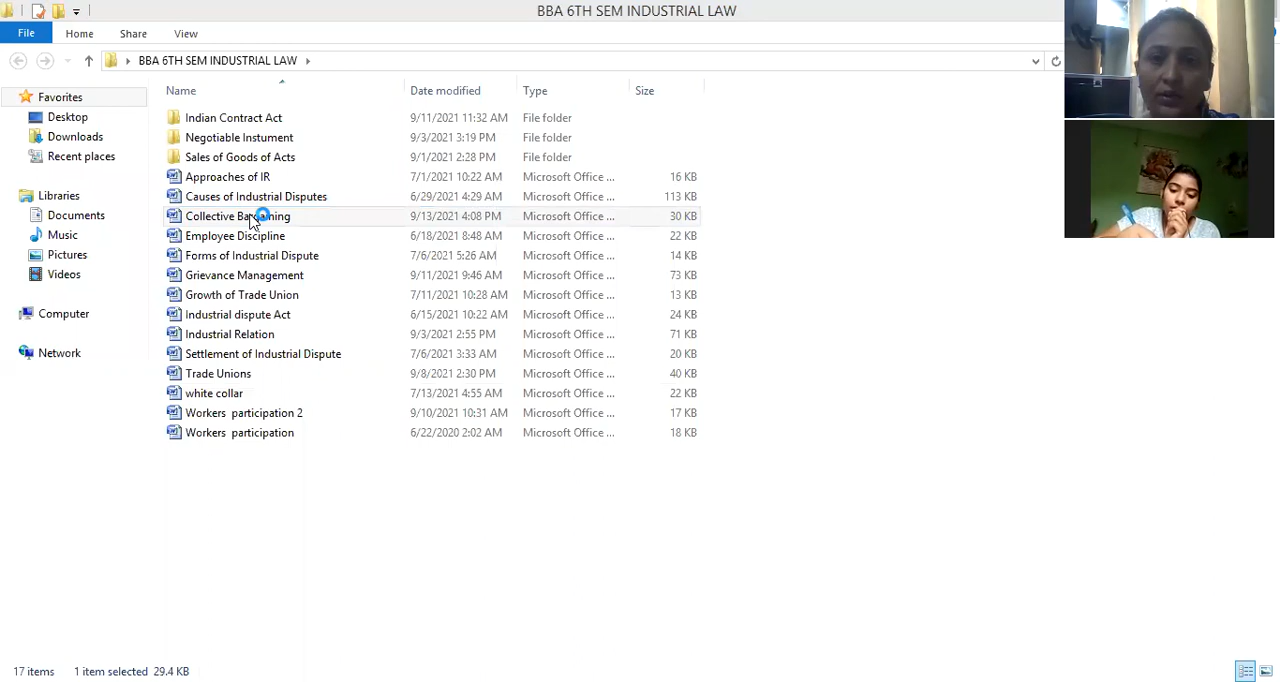 BBA 6TH SEM INDUSTRIAL LAW
File Home Share View
BBA 6TH SEM INDUSTRIAL LAW
Name Date modified Type Size
Favorites
Desktop
Downloads
Recent places
Libraries
Documents
Music
Pictures
Videos
Computer
Network
Indian Contract Act 9/11/2021 11:32 AM File folder
Negotiable Instument 9/3/2021 3:19 PM File folder
Sales of Goods of Acts 9/1/2021 2:28 PM File folder
Approaches of IR 7/1/2021 10:22 AM Microsoft Office ... 16 KB
Causes of Industrial Disputes 6/29/2021 4:29 AM Microsoft Office ... 113 KB
Collective Bargaining 9/13/2021 4:08 PM Microsoft Office ... 30 KB
Employee Discipline 6/18/2021 8:48 AM Microsoft Office ... 22 KB
Forms of Industrial Dispute 7/6/2021 5:26 AM Microsoft Office ... 14 KB
Grievance Management 9/11/2021 9:46 AM Microsoft Office ... 73 KB
Growth of Trade Union 7/11/2021 10:28 AM Microsoft Office ... 13 KB
Industrial dispute Act 6/15/2021 10:22 AM Microsoft Office ... 24 KB
Industrial Relation 9/3/2021 2:55 PM Microsoft Office ... 71 KB
Settlement of Industrial Dispute 7/6/2021 3:33 AM Microsoft Office ... 20 KB
Trade Unions 9/8/2021 2:30 PM Microsoft Office ... 40 KB
white collar 7/13/2021 4:55 AM Microsoft Office ... 22 KB
Workers participation 2 9/10/2021 10:31 AM Microsoft Office ... 17 KB
Workers participation 6/22/2020 2:02 AM Microsoft Office ... 18 KB
17 items 1 item selected 29.4 KB